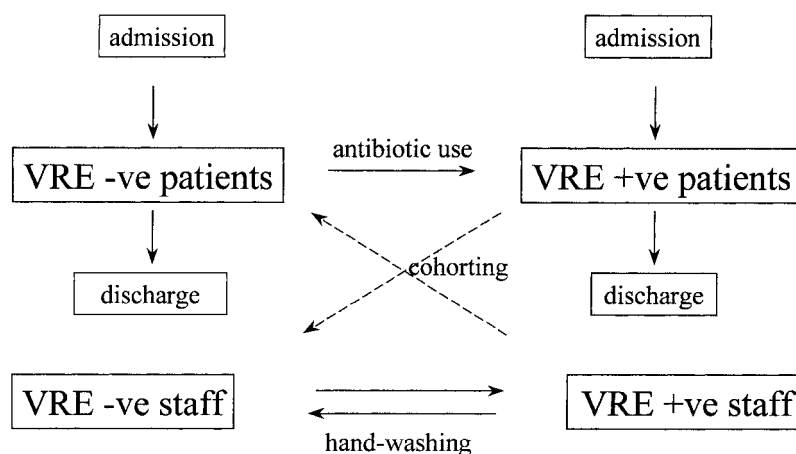 admission
admission
antibiotic use
VRE -ve patients
VRE +ve patients
cohorting
discharge
discharge
VRE -ve staff
VRE +ve staff
hand-washing